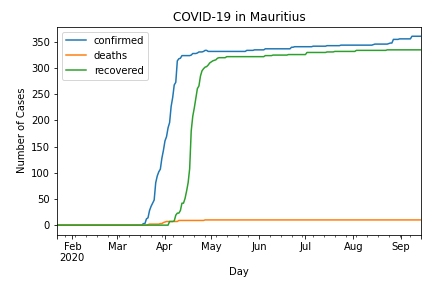 COVID-19 in Mauritius
confirmed
deaths
recovered
Number of Cases
350
300
250
200
150
100
50
0
Feb Mar Apr May Jun Jul Aug Sep
2020
Day